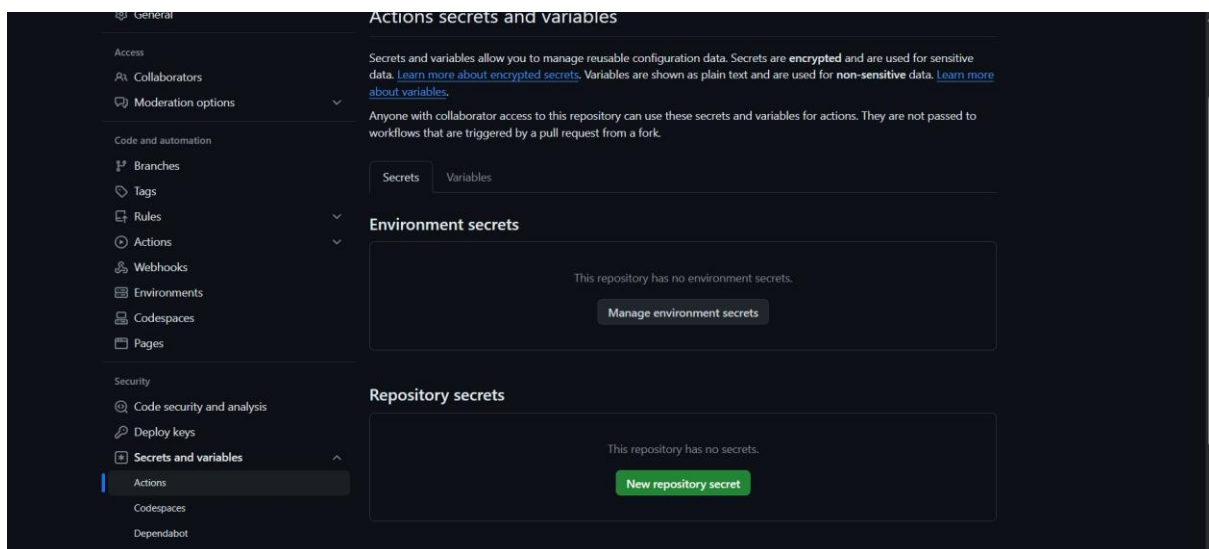 General
Access
Collaborators
Moderation options
Code and automation
Branches
Tags
Rules
Actions
Webhooks
Environments
Codespaces
Pages
Security
Code security and analysis
Deploy keys
Secrets and variables
Actions
Codespaces
Dependabot
Actions secrets and variables
Secrets and variables allow you to manage reusable configuration data. Secrets are encrypted and are used for sensitive
data. Learn more about encrypted secrets. Variables are shown as plain text and are used for non-sensitive data. Learn more
about variables.
Anyone with collaborator access to this repository can use these secrets and variables for actions. They are not passed to
workflows that are triggered by a pull request from a fork.
Secrets Variables
Environment secrets
This repository has no environment secrets.
Manage environment secrets
Repository secrets
This repository has no secrets.
New repository secret